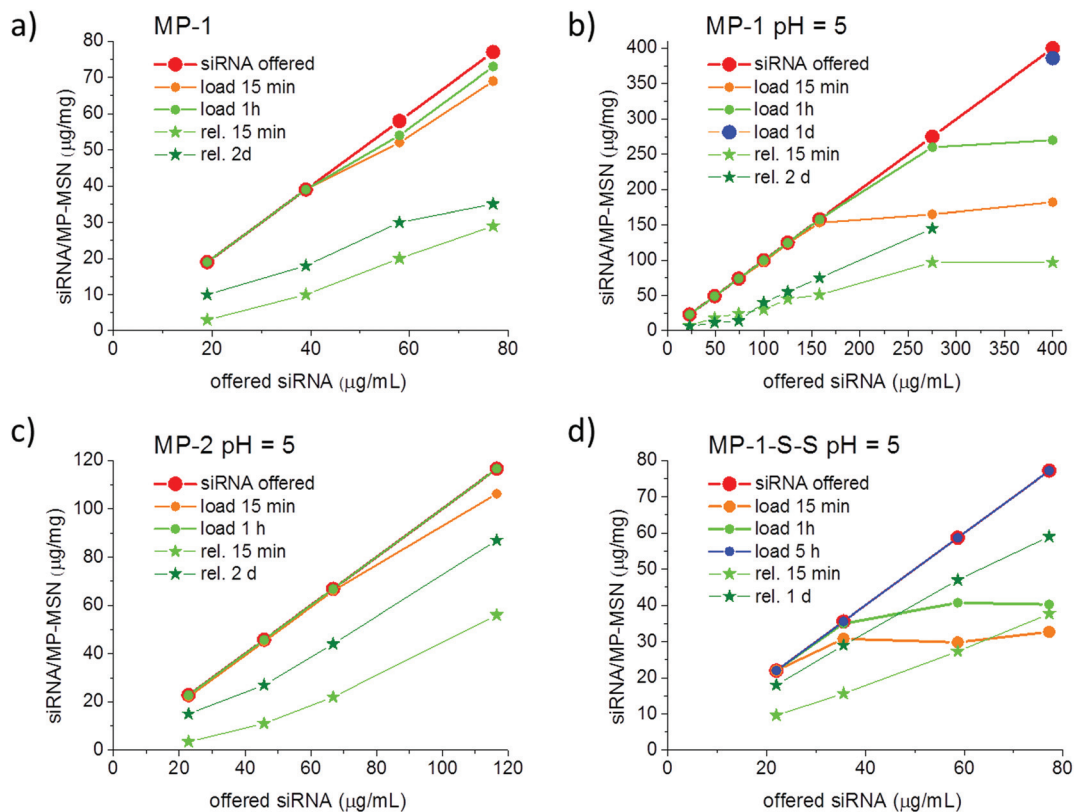 a)
MP-1
siRNA offered
load 15 min
load 1h
rel. 15 min
rel. 2d
siRNA/MP-MSN (μg/mg)
80
70
60
50
40
30
20
10
0
0 20 40 60 80
offered siRNA (μg/mL)
b)
MP-1 pH = 5
siRNA offered
load 15 min
load 1h
load 1d
rel. 15 min
rel. 2 d
siRNA/MP-MSN (μg/mg)
400
350
300
250
200
150
100
50
0
0 50 100 150 200 250 300 350 400
offered siRNA (μg/mL)
c)
MP-2 pH = 5
siRNA offered
load 15 min
load 1 h
rel. 15 min
rel. 2 d
siRNA/MP-MSN (μg/mg)
120
100
80
60
40
20
0
0 20 40 60 80 100 120
offered siRNA (μg/mL)
d)
MP-1-S-S pH = 5
siRNA offered
load 15 min
load 1h
load 5 h
rel. 15 min
rel. 1 d
siRNA/MP-MSN (μg/mg)
80
70
60
50
40
30
20
10
0
0 20 40 60 80
offered siRNA (μg/mL)